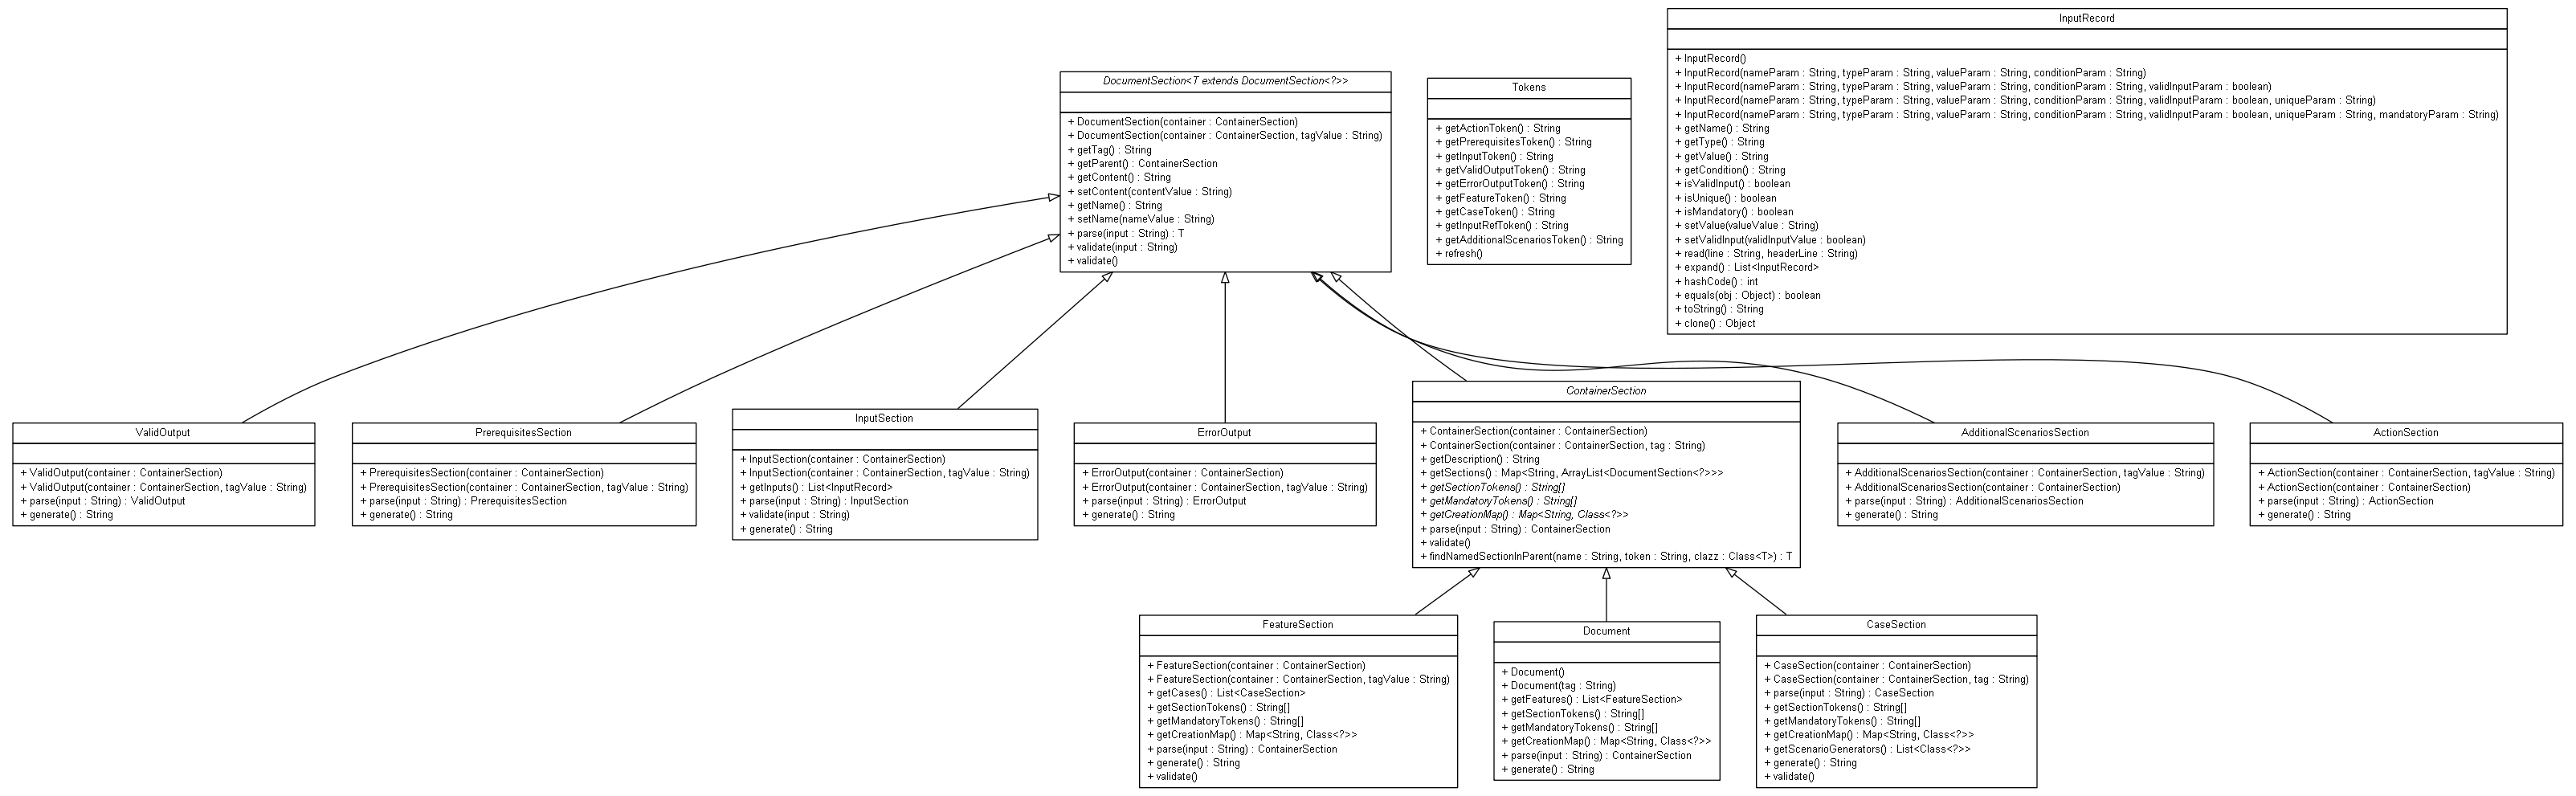 InputRecord
+ InputRecord()
+ InputRecord(nameParam : String, typeParam : String, valueParam : String, conditionParam : String)
+ InputRecord(nameParam : String, typeParam : String, valueParam : String, conditionParam : String, validInputParam : boolean)
+ InputRecord(nameParam : String, typeParam : String, valueParam : String, conditionParam : String, validInputParam : boolean, uniqueParam : String)
+ InputRecord(nameParam : String, typeParam : String, valueParam : String, conditionParam : String, validInputParam : boolean, uniqueParam : String, mandatoryParam : String)
+ getName() : String
+ getType() : String
+ getValue() : String
+ getCondition() : String
+ isValidInput() : boolean
+ isUnique() : boolean
+ isMandatory() : boolean
+ setValue(valueValue : String)
+ setValidInput(validInputValue : boolean)
+ read(line : String, headerLine : String)
+ expand() : List<InputRecord>
+ hashCode() : int
+ equals(obj : Object) : boolean
+ toString() : String
+ clone() : Object
DocumentSection<T extends DocumentSection<?>>
+ DocumentSection(container : ContainerSection)
+ DocumentSection(container : ContainerSection, tagValue : String)
+ getTag() : String
+ getParent() : ContainerSection
+ getContent() : String
+ setContent(contentValue : String)
+ getName() : String
+ setName(nameValue : String)
+ parse(input : String) : T
+ validate(input : String)
+ validate()
Tokens
+ getActionToken() : String
+ getPrerequisitesToken() : String
+ getInputToken() : String
+ getValidOutputToken() : String
+ getErrorOutputToken() : String
+ getFeatureToken() : String
+ getCaseToken() : String
+ getInputRefToken() : String
+ getAdditionalScenariosToken() : String
+ refresh()
ValidOutput
+ ValidOutput(container : ContainerSection)
+ ValidOutput(container : ContainerSection, tagValue : String)
+ parse(input : String) : ValidOutput
+ generate() : String
PrerequisitesSection
+ PrerequisitesSection(container : ContainerSection)
+ PrerequisitesSection(container : ContainerSection, tagValue : String)
+ parse(input : String) : PrerequisitesSection
+ generate() : String
InputSection
+ InputSection(container : ContainerSection)
+ InputSection(container : ContainerSection, tagValue : String)
+ getInputs() : List<InputRecord>
+ parse(input : String) : InputSection
+ validate(input : String)
+ generate() : String
ErrorOutput
+ ErrorOutput(container : ContainerSection)
+ ErrorOutput(container : ContainerSection, tagValue : String)
+ parse(input : String) : ErrorOutput
+ generate() : String
ContainerSection
+ ContainerSection(container : ContainerSection)
+ ContainerSection(container : ContainerSection, tag : String)
+ getDescription() : String
+ getSections() : Map<String, ArrayList<DocumentSection<?>>>
+ getSectionTokens() : String[]
+ getMandatoryTokens() : String[]
+ getCreationMap() : Map<String, Class<?>>
+ parse(input : String) : ContainerSection
+ validate()
+ findNamedSectionInParent(name : String, token : String, clazz : Class<T>) : T
AdditionalScenariosSection
+ AdditionalScenariosSection(container : ContainerSection, tagValue : String)
+ AdditionalScenariosSection(container : ContainerSection)
+ parse(input : String) : AdditionalScenariosSection
+ generate() : String
ActionSection
+ ActionSection(container : ContainerSection, tagValue : String)
+ ActionSection(container : ContainerSection)
+ parse(input : String) : ActionSection
+ generate() : String
FeatureSection
+ FeatureSection(container : ContainerSection)
+ FeatureSection(container : ContainerSection, tagValue : String)
+ getCases() : List<CaseSection>
+ getSectionTokens() : String[]
+ getMandatoryTokens() : String[]
+ getCreationMap() : Map<String, Class<?>>
+ parse(input : String) : ContainerSection
+ generate() : String
+ validate()
Document
+ Document()
+ Document(tag : String)
+ getFeatures() : List<FeatureSection>
+ getSectionTokens() : String[]
+ getMandatoryTokens() : String[]
+ getCreationMap() : Map<String, Class<?>>
+ parse(input : String) : ContainerSection
+ generate() : String
CaseSection
+ CaseSection(container : ContainerSection)
+ CaseSection(container : ContainerSection, tag : String)
+ parse(input : String) : CaseSection
+ getSectionTokens() : String[]
+ getMandatoryTokens() : String[]
+ getCreationMap() : Map<String, Class<?>>
+ getScenarioGenerators() : List<Class<?>>
+ generate() : String
+ validate()